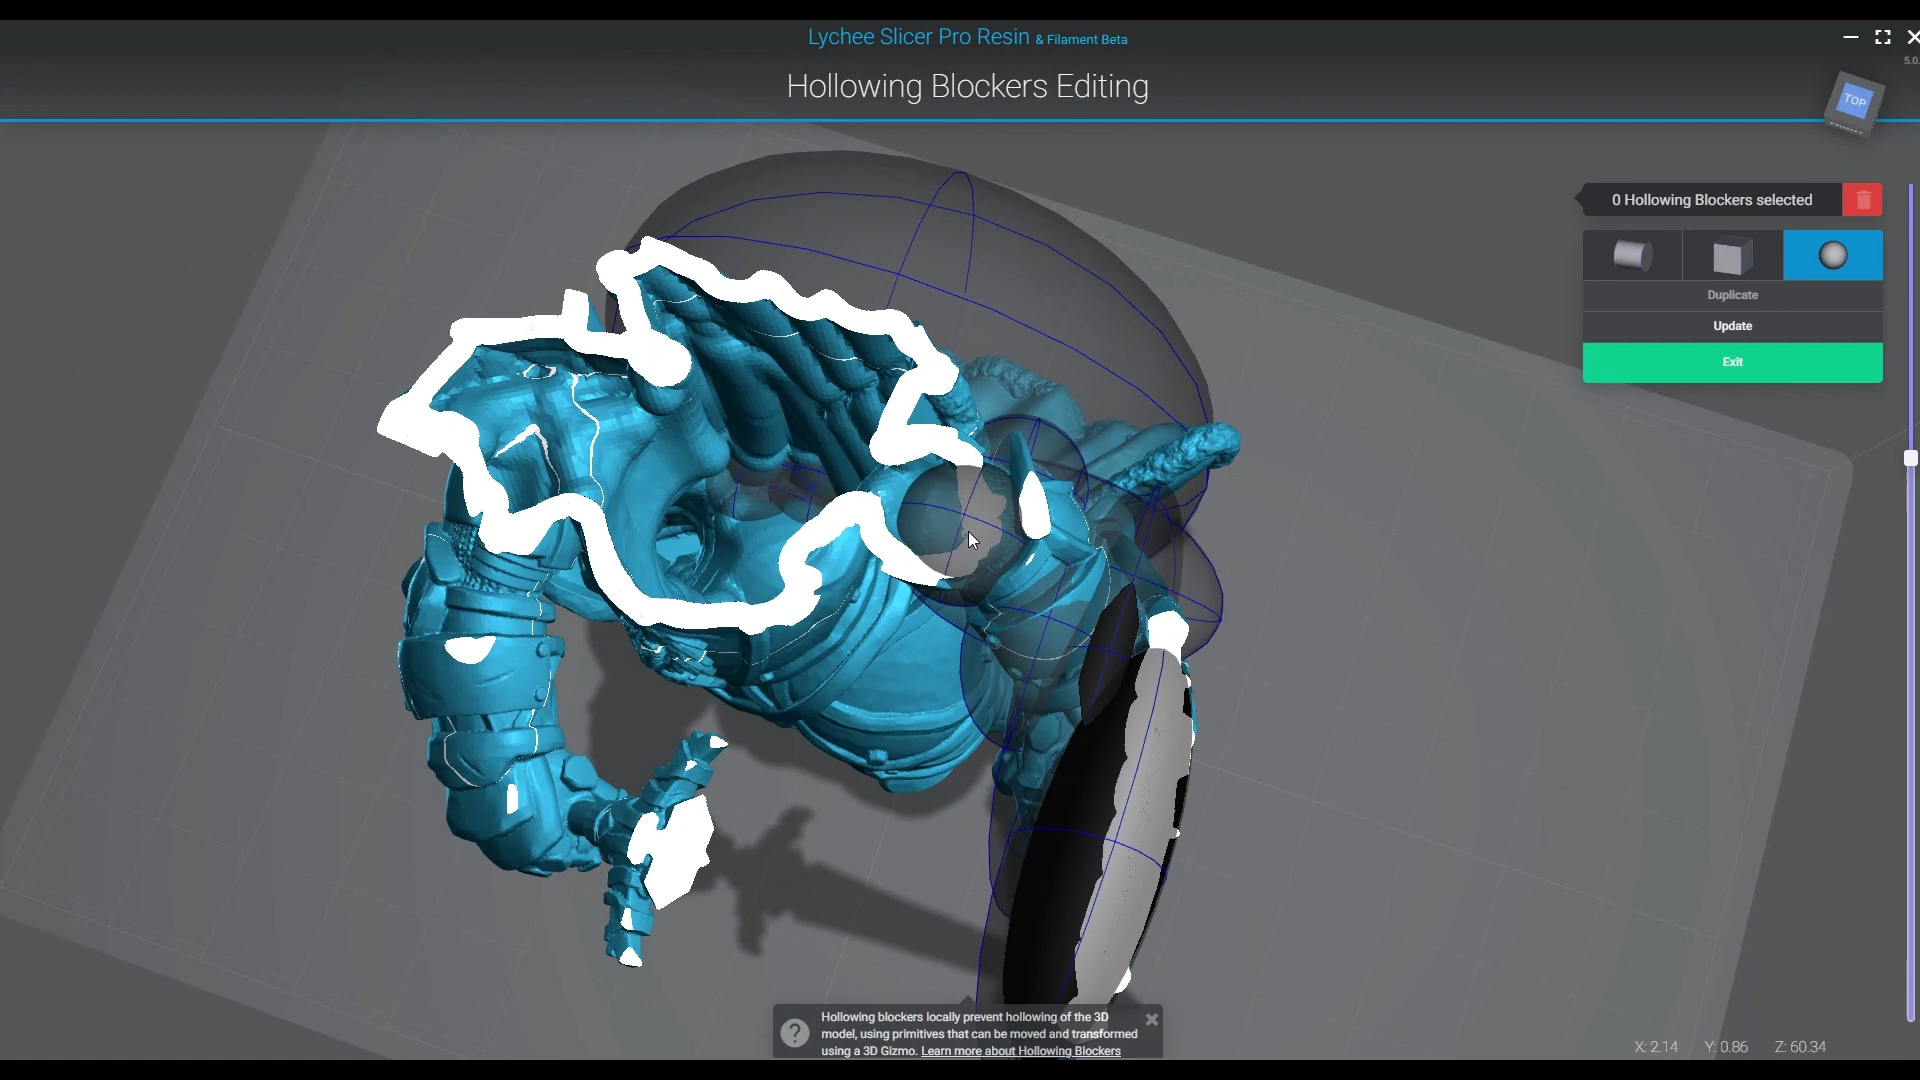 Lychee Slicer Pro Resin & Filament Beta
Hollowing Blockers Editing
5.0.
TOP
0 Hollowing Blockers selected
Duplicate
Update
Exit
Hollowing blockers locally prevent hollowing of the 3D
model, using primitives that can be moved and transformed
using a 3D Gizmo. Learn more about Hollowing Blockers
X: 2.14 Y: 0.86 Z: 60.34